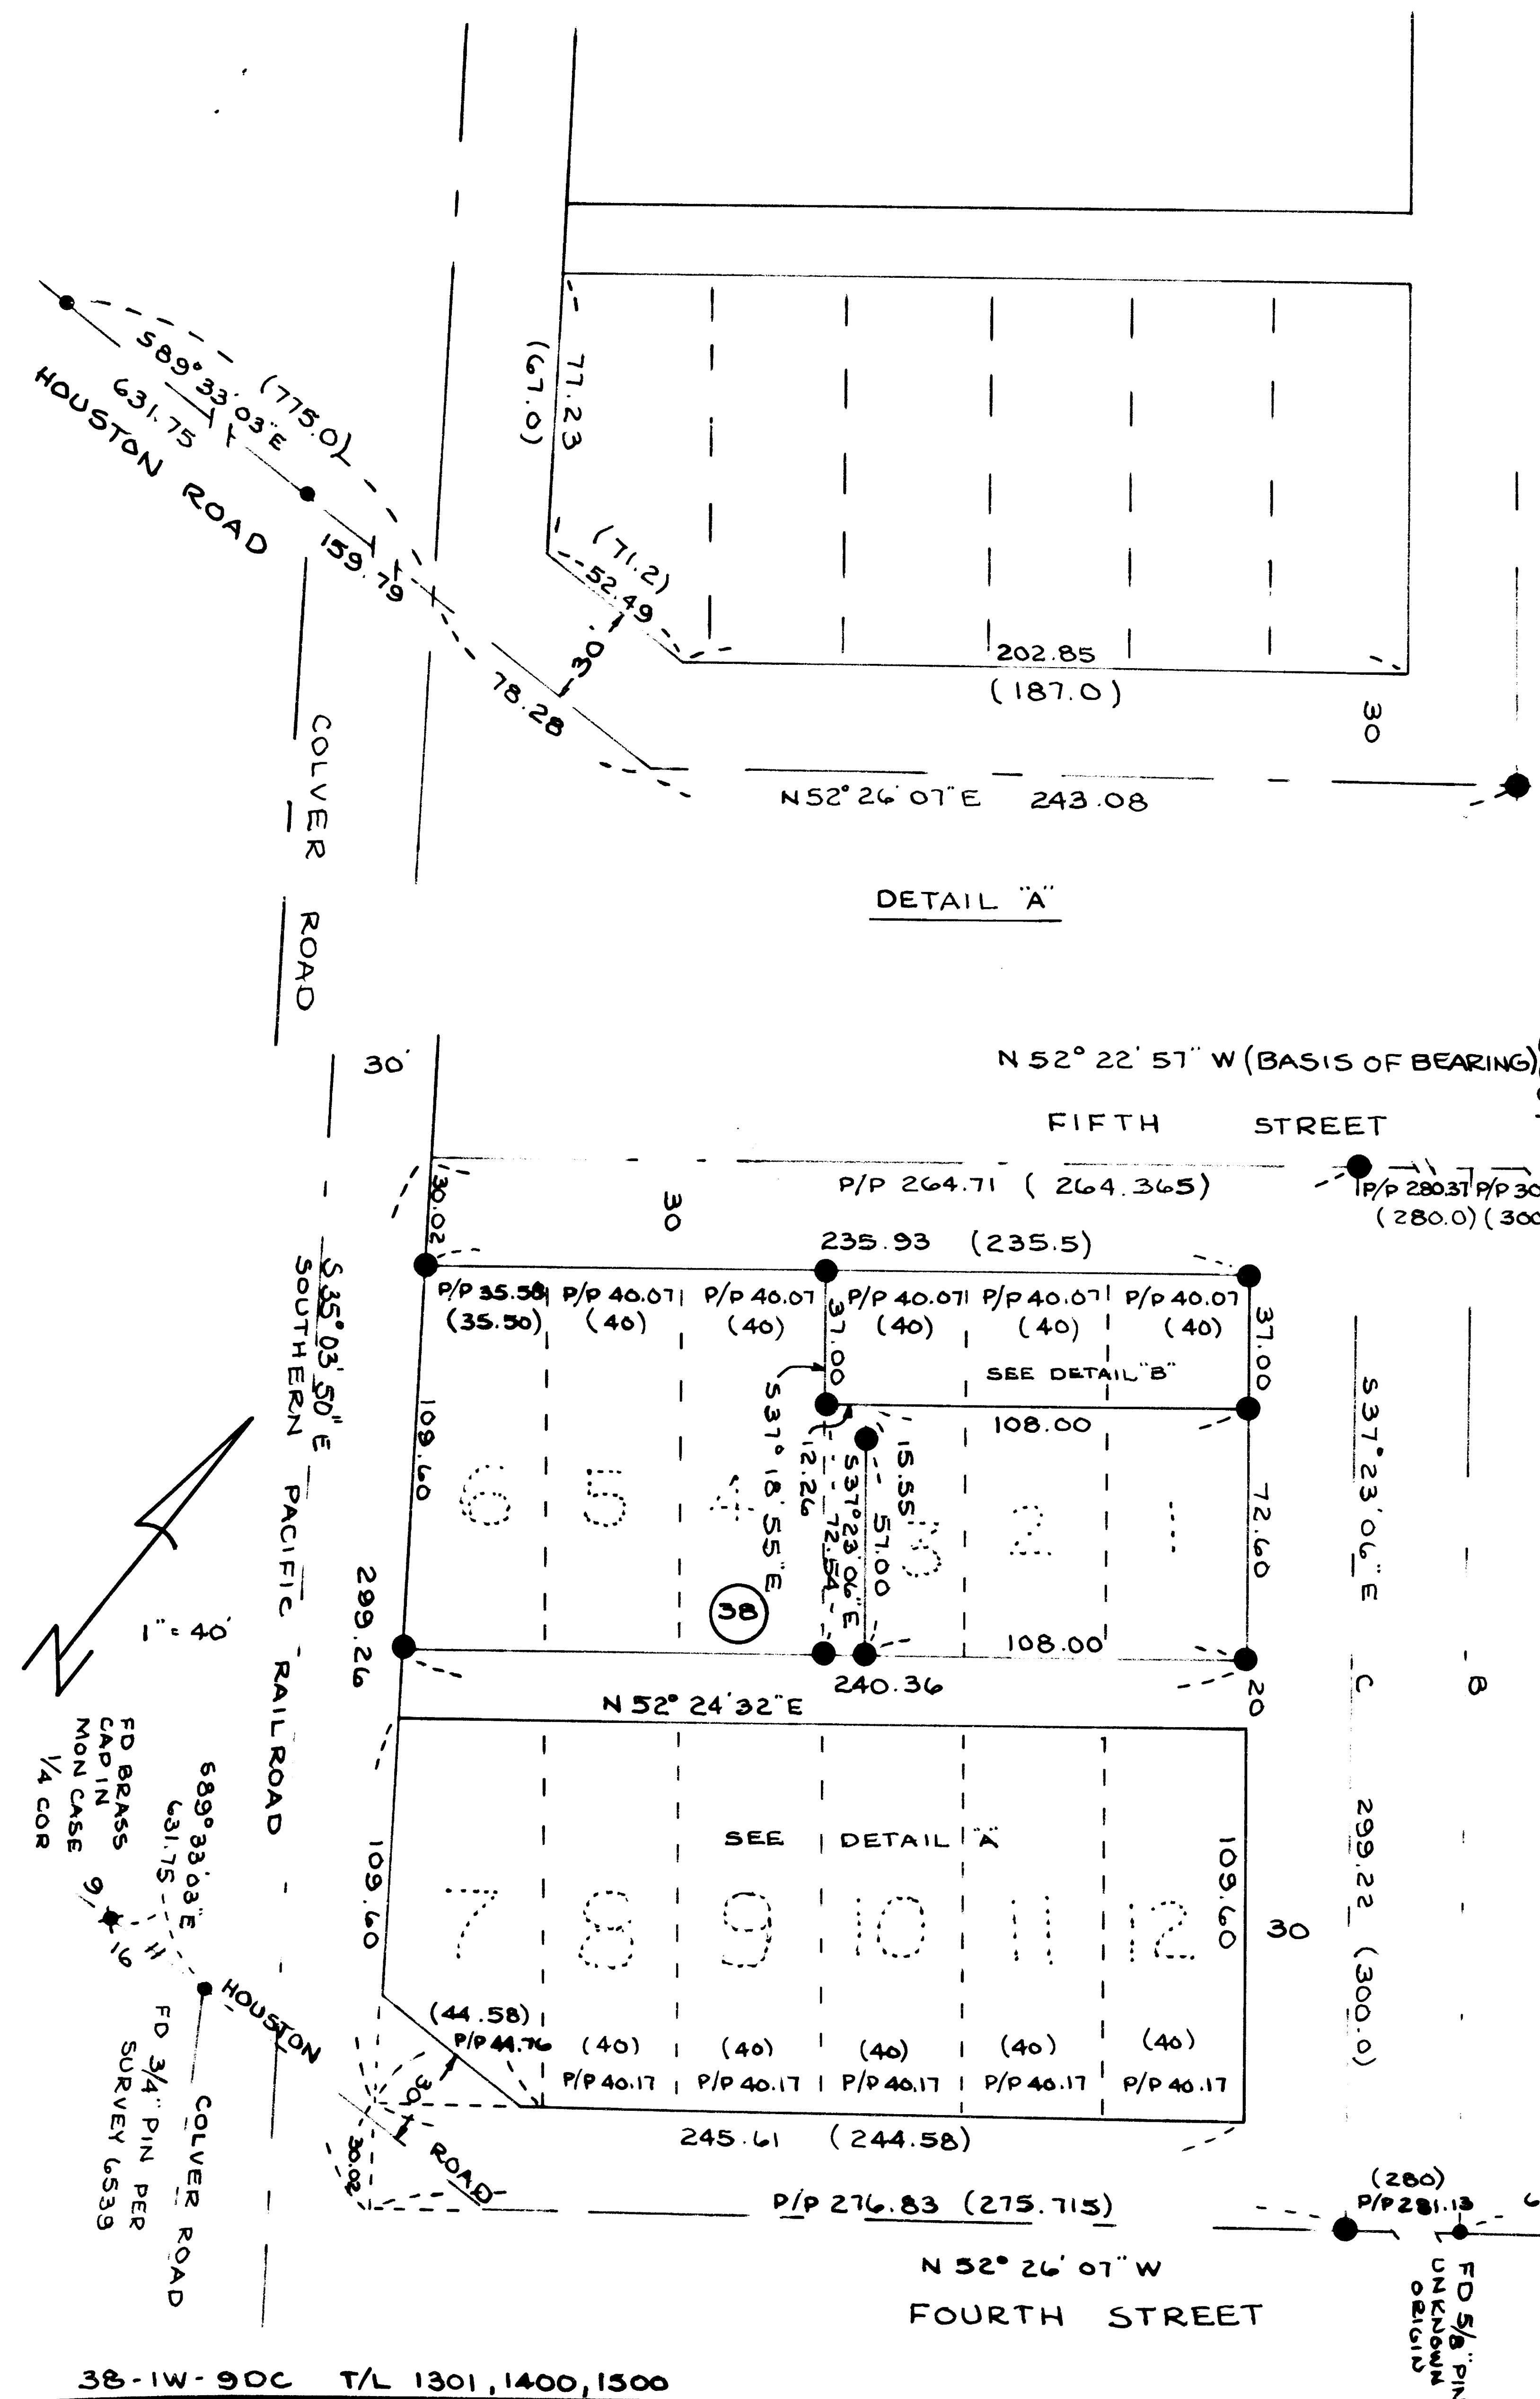 S89°33'03"E
(775.0)
631.75
HOUSTON ROAD
159.79
78.28
77.23
(67.0)
(71.2)
52.49
30'
202.85
(187.0)
30
N52°26'07"E 243.08
DETAIL "A"
COLVER ROAD
30'
N 52° 22' 57" W (BASIS OF BEARING)
FIFTH STREET
P/P 264.71 (264.365)
P/P 280.37
(280.0)
P/P 30
(300
30.02
30
235.93 (235.5)
P/P 35.58 P/P 40.07 P/P 40.07 P/P 40.07 P/P 40.07 P/P 40.07
(35.50) (40) (40) (40) (40) (40)
37.00
37.00
SEE DETAIL "B"
108.00
S 35° 03' 50" E
SOUTHERN PACIFIC RAILROAD
109.60
S 37° 18' 55" E
12.26
72.54
S37°23'06"E
15.55
57.00
72.60
6 5 4 3 2 1
38
299.26
108.00
240.36
20
N 52° 24' 32" E
1" = 40'
S37°23'06"E
C
299.22 (300.0)
B
SEE DETAIL "A"
109.60
109.60
30
7 8 9 10 11 12
(44.58) (40) (40) (40) (40) (40)
P/P 44.76 P/P 40.17 P/P 40.17 P/P 40.17 P/P 40.17 P/P 40.17
FD BRASS
CAP IN
MON CASE
1/4 COR
S89°33'03"E
631.75
9
16
HOUSTON ROAD
30'
30.02
FD 3/4" PIN PER
SURVEY 6539
COLVER ROAD
245.61 (244.58)
P/P 276.83 (275.715)
(280)
P/P 281.13
6
N 52° 26' 07" W
FOURTH STREET
FD 5/8" PIN
UNKNOWN
ORIGIN
38-1W-9DC T/L 1301, 1400, 1500